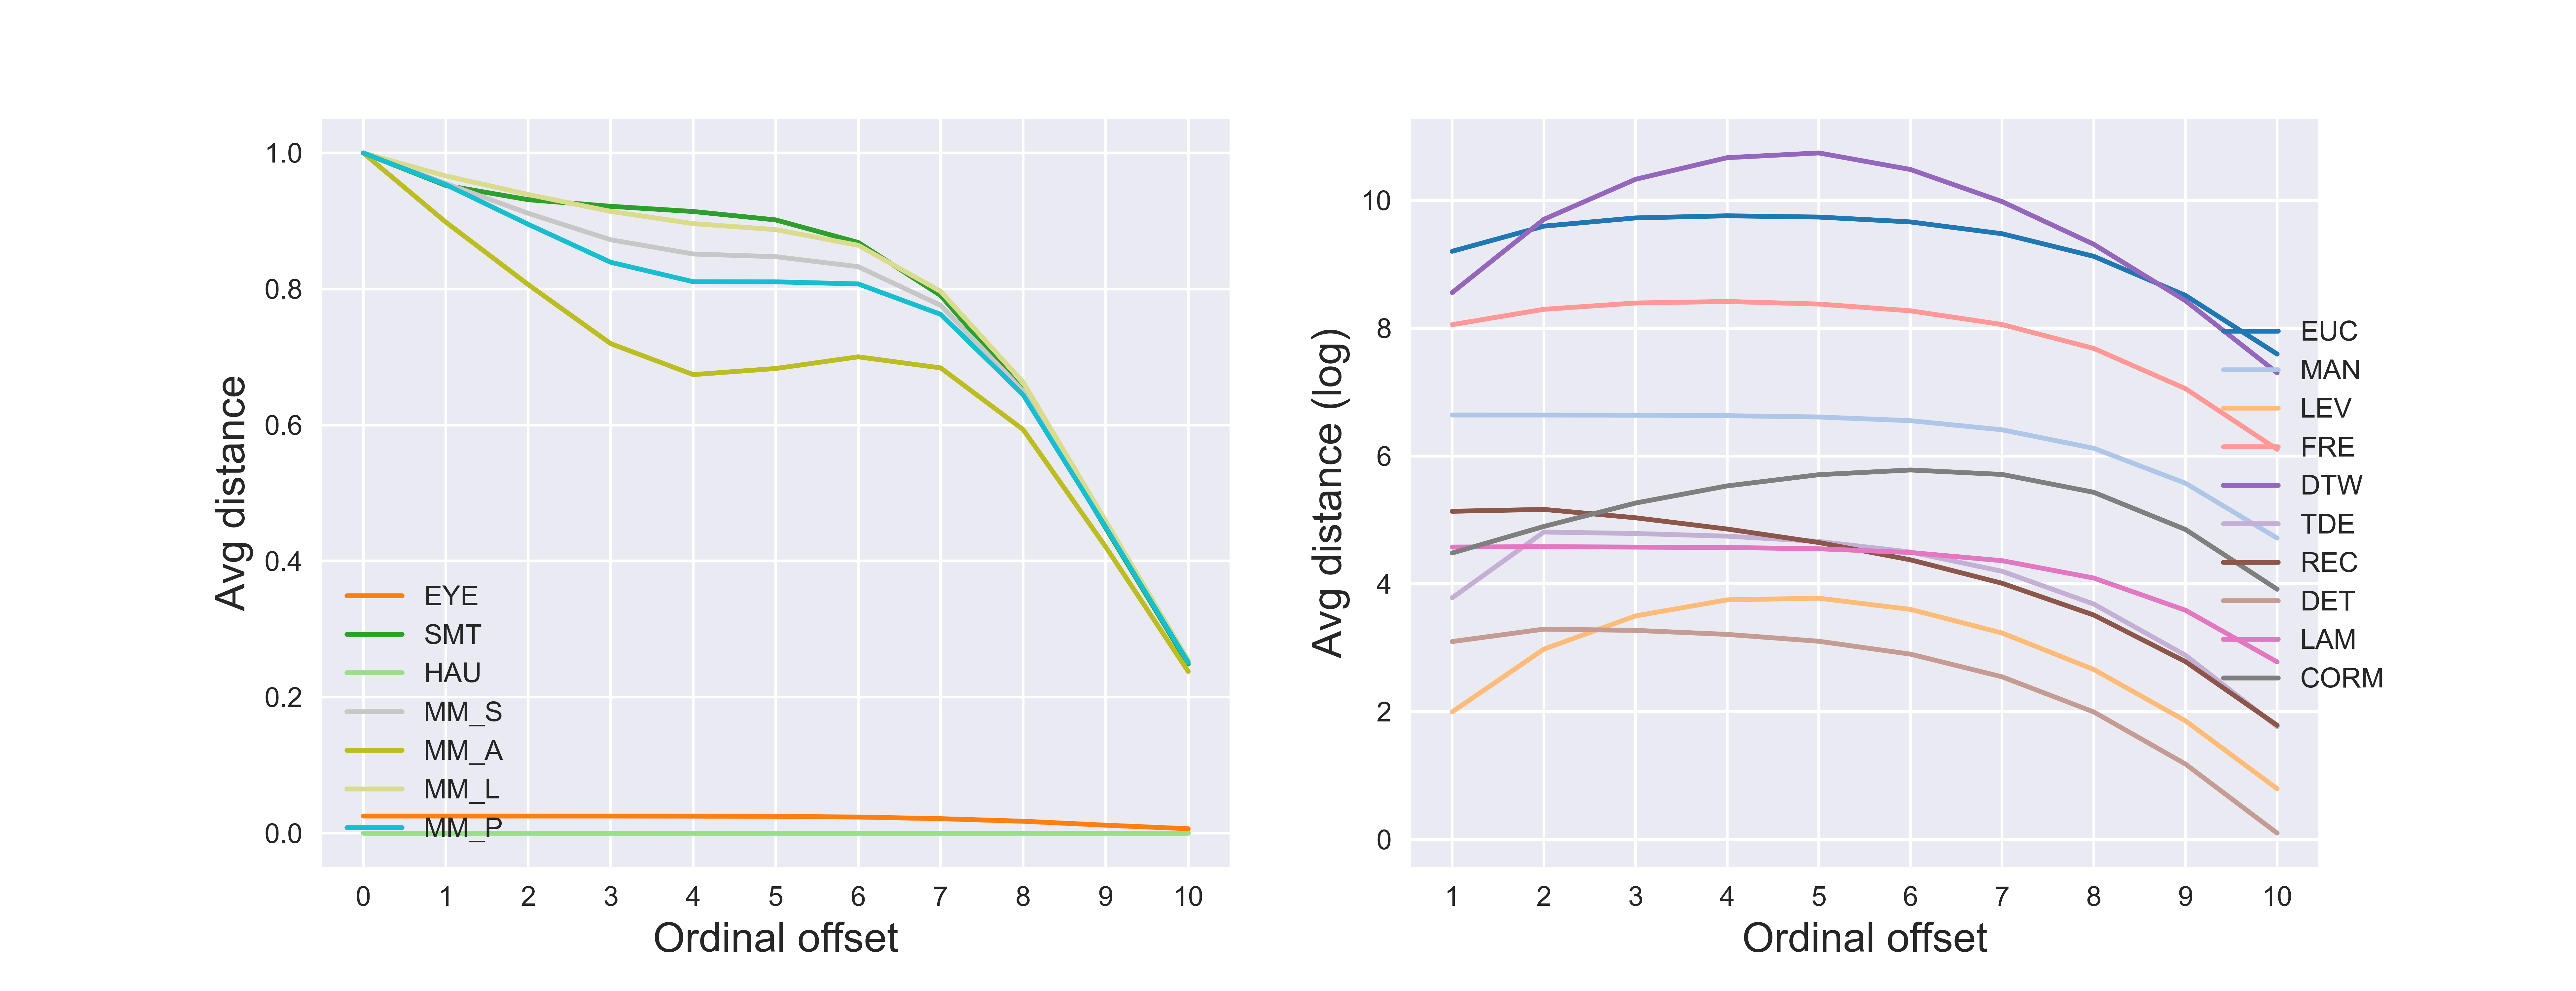 Avg distance
1.0
0.8
0.6
0.4
0.2
0.0
EYE
SMT
HAU
MM_S
MM_A
MM_L
MM_P
0 1 2 3 4 5 6 7 8 9 10
Ordinal offset
Avg distance (log)
10
8
6
4
2
0
EUC
MAN
LEV
FRE
DTW
TDE
REC
DET
LAM
CORM
1 2 3 4 5 6 7 8 9 10
Ordinal offset